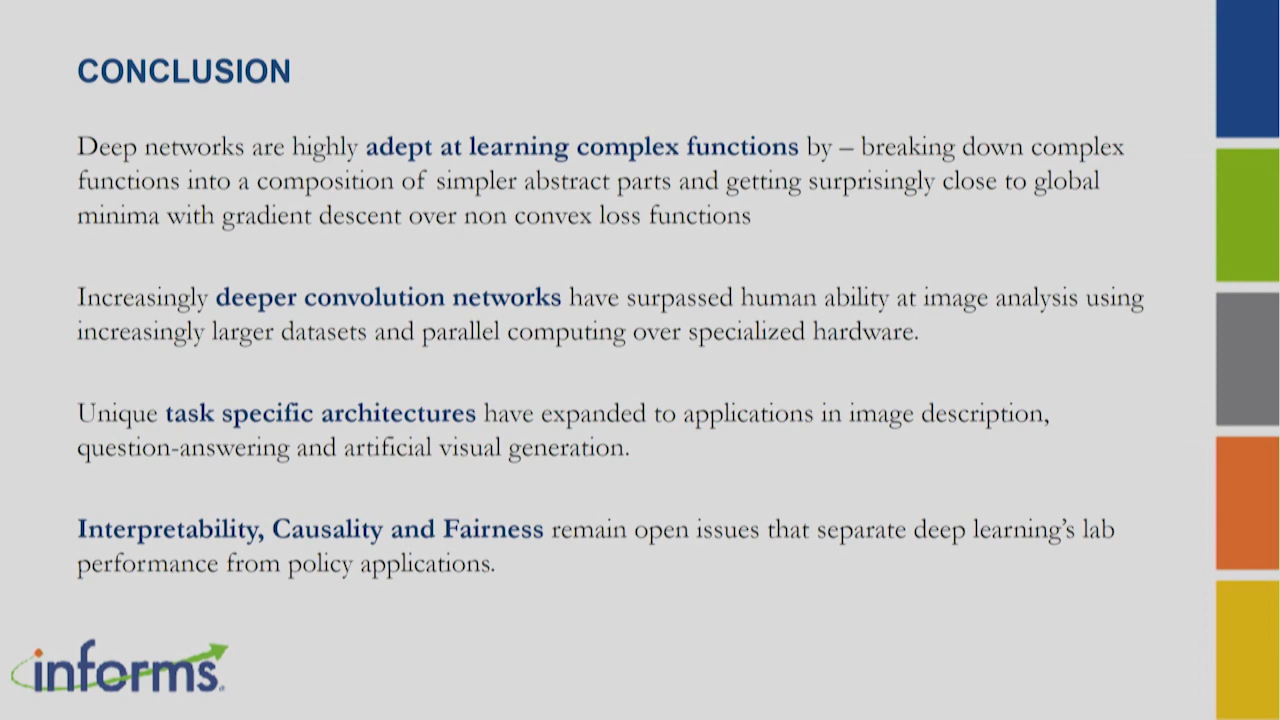 CONCLUSION
Deep networks are highly adept at learning complex functions by – breaking down complex
functions into a composition of simpler abstract parts and getting surprisingly close to global
minima with gradient descent over non convex loss functions
Increasingly deeper convolution networks have surpassed human ability at image analysis using
increasingly larger datasets and parallel computing over specialized hardware.
Unique task specific architectures have expanded to applications in image description,
question-answering and artificial visual generation.
Interpretability, Causality and Fairness remain open issues that separate deep learning’s lab
performance from policy applications.
informs